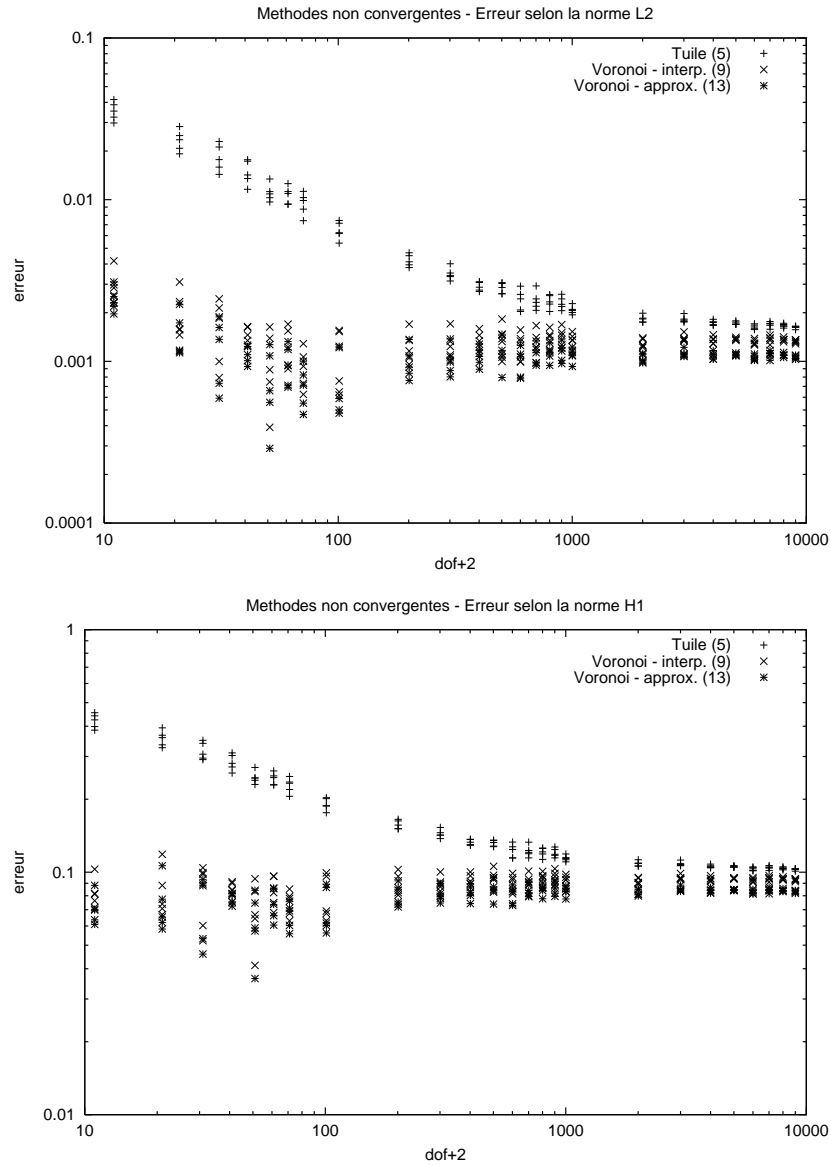 Methodes non convergentes - Erreur selon la norme L2
0.1
Tuile (5)
Voronoi - interp. (9)
Voronoi - approx. (13)
0.01
erreur
0.001
0.0001
10
100
1000
10000
dof+2
Methodes non convergentes - Erreur selon la norme H1
1
Tuile (5)
Voronoi - interp. (9)
Voronoi - approx. (13)
erreur
0.1
0.01
10
100
1000
10000
dof+2